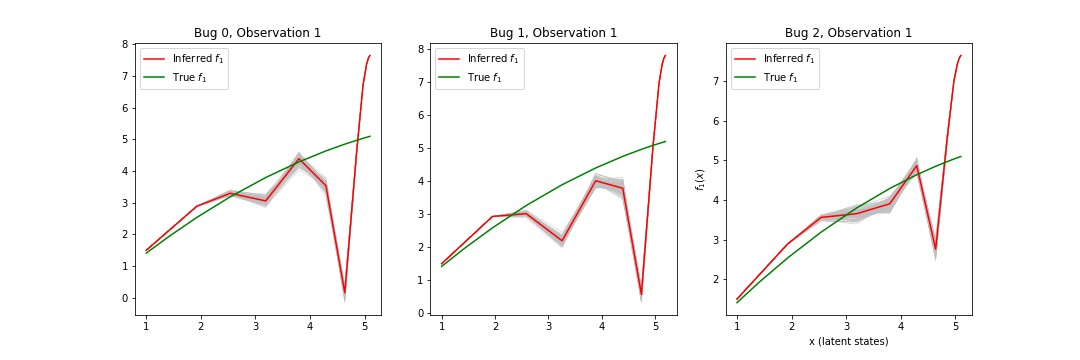 Bug 0, Observation 1
8
7
6
5
4
3
2
1
0
1 2 3 4 5
Inferred f₁
True f₁
Bug 1, Observation 1
8
7
6
5
4
3
2
1
0
1 2 3 4 5
Inferred f₁
True f₁
Bug 2, Observation 1
f₁(x)
7
6
5
4
3
2
1 2 3 4 5
x (latent states)
Inferred f₁
True f₁